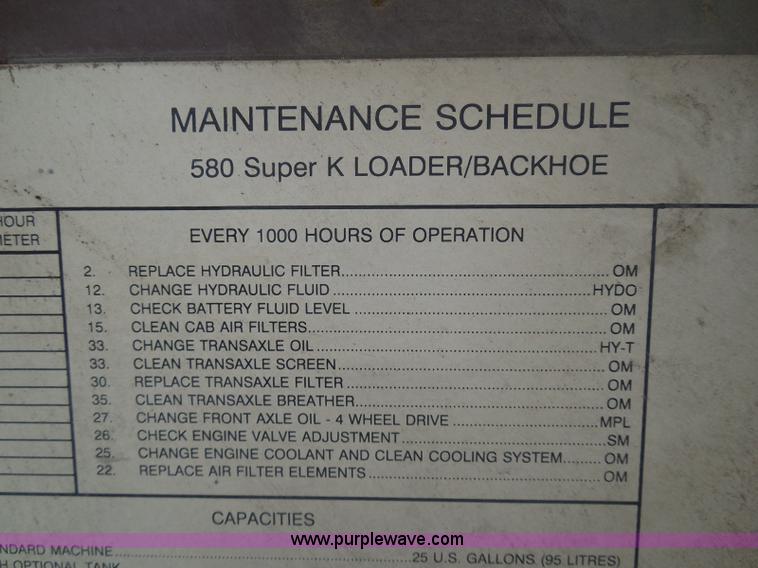 MAINTENANCE SCHEDULE
580 Super K LOADER/BACKHOE
HOUR
METER
EVERY 1000 HOURS OF OPERATION
2. REPLACE HYDRAULIC FILTER OM
12. CHANGE HYDRAULIC FLUID HYDO
13. CHECK BATTERY FLUID LEVEL OM
15. CLEAN CAB AIR FILTERS OM
33. CHANGE TRANSAXLE OIL HY-T
33. CLEAN TRANSAXLE SCREEN OM
30. REPLACE TRANSAXLE FILTER OM
35. CLEAN TRANSAXLE BREATHER OM
27. CHANGE FRONT AXLE OIL - 4 WHEEL DRIVE MPL
26. CHECK ENGINE VALVE ADJUSTMENT SM
25. CHANGE ENGINE COOLANT AND CLEAN COOLING SYSTEM OM
22. REPLACE AIR FILTER ELEMENTS OM
CAPACITIES
www.purplewave.com
NDARD MACHINE 25 U.S. GALLONS (95 LITRES)
H OPTIONAL TANK